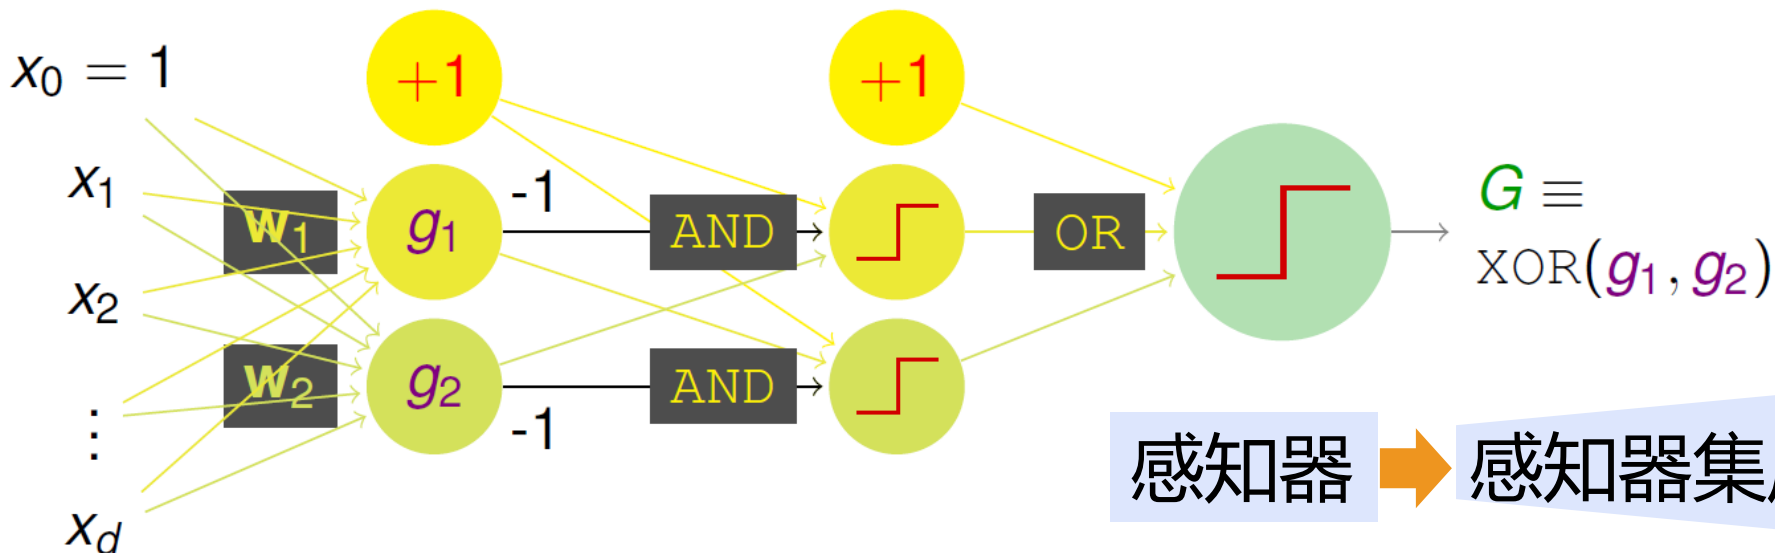 x₀ = 1
+1
+1
x₁
w₁
g₁
-1
AND
OR
G ≡
XOR(g₁, g₂)
x₂
w₂
g₂
-1
AND
⋮
x_d
感知器
感知器集